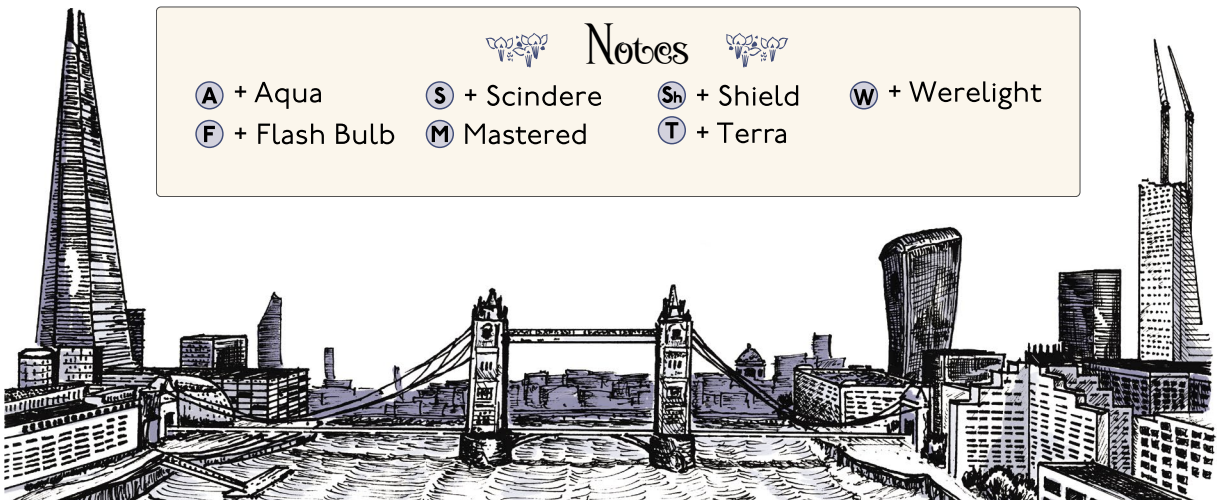 Notes
A + Aqua S + Scindere Sh + Shield W + Werelight
F + Flash Bulb M Mastered T + Terra